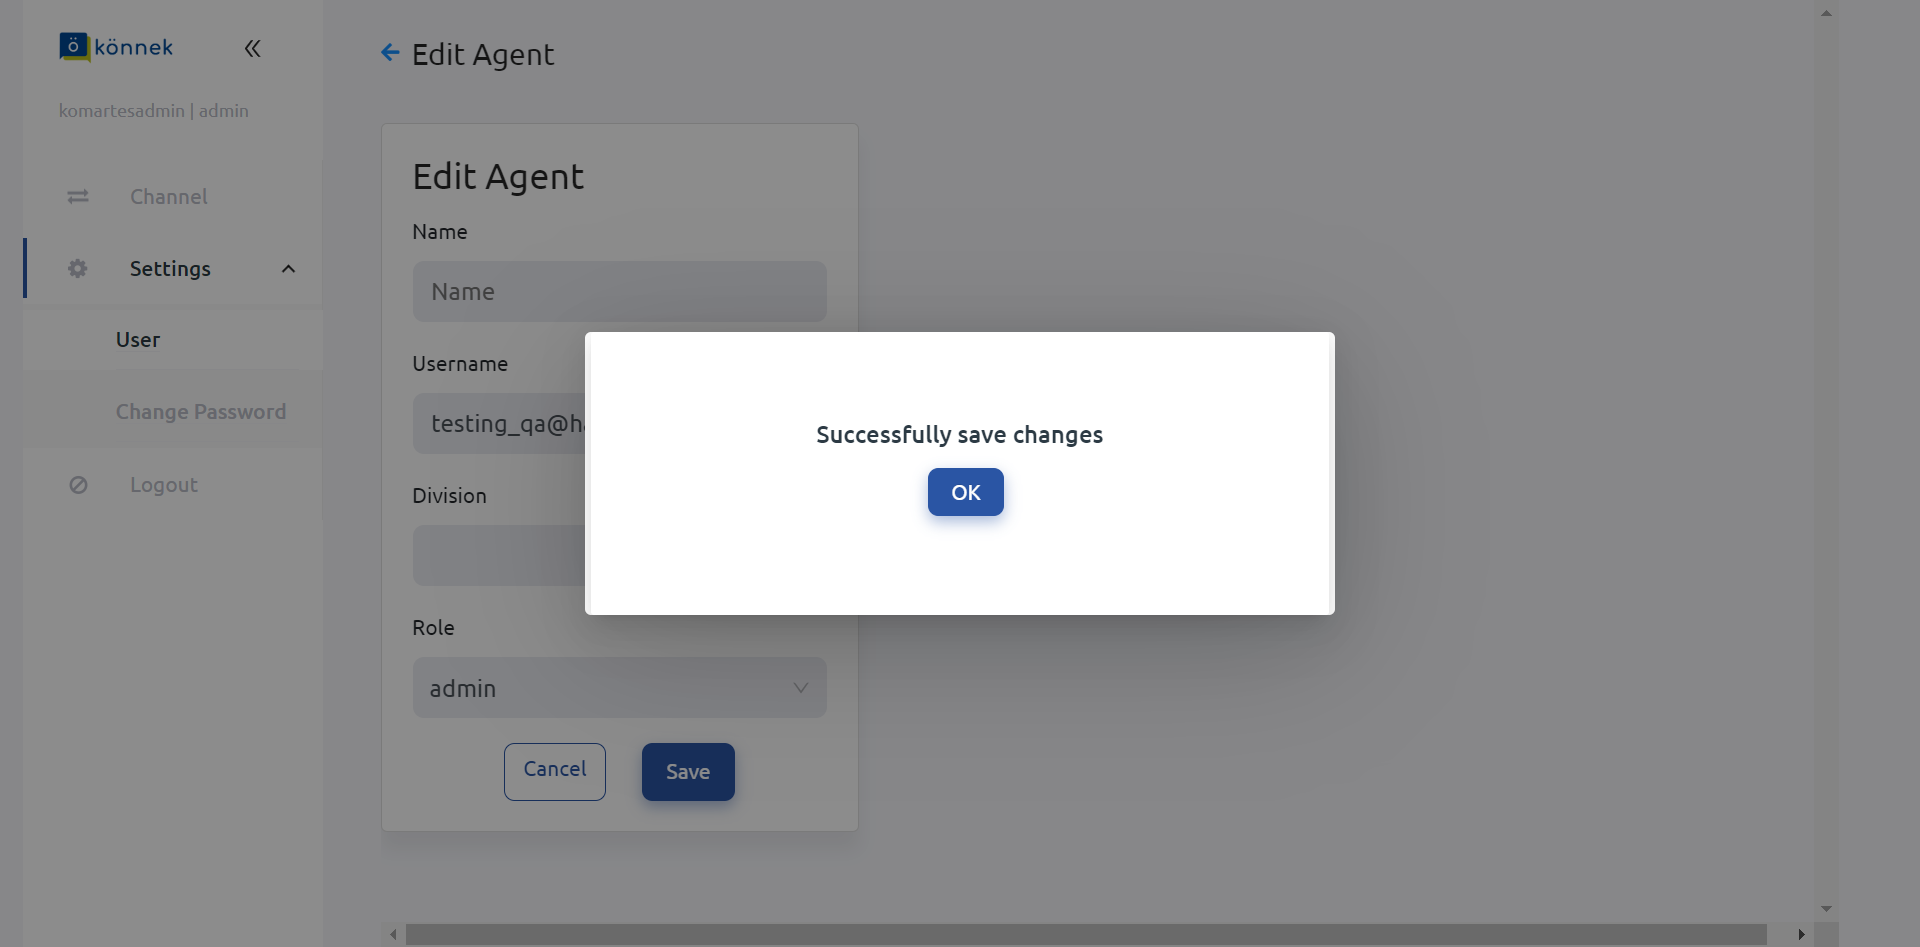 könnek
komartesadmin | admin
Channel
Settings
User
Change Password
Logout
Edit Agent
Edit Agent
Name
Name
Username
testing_qa@h
Division
Role
admin
Cancel
Save
Successfully save changes
OK